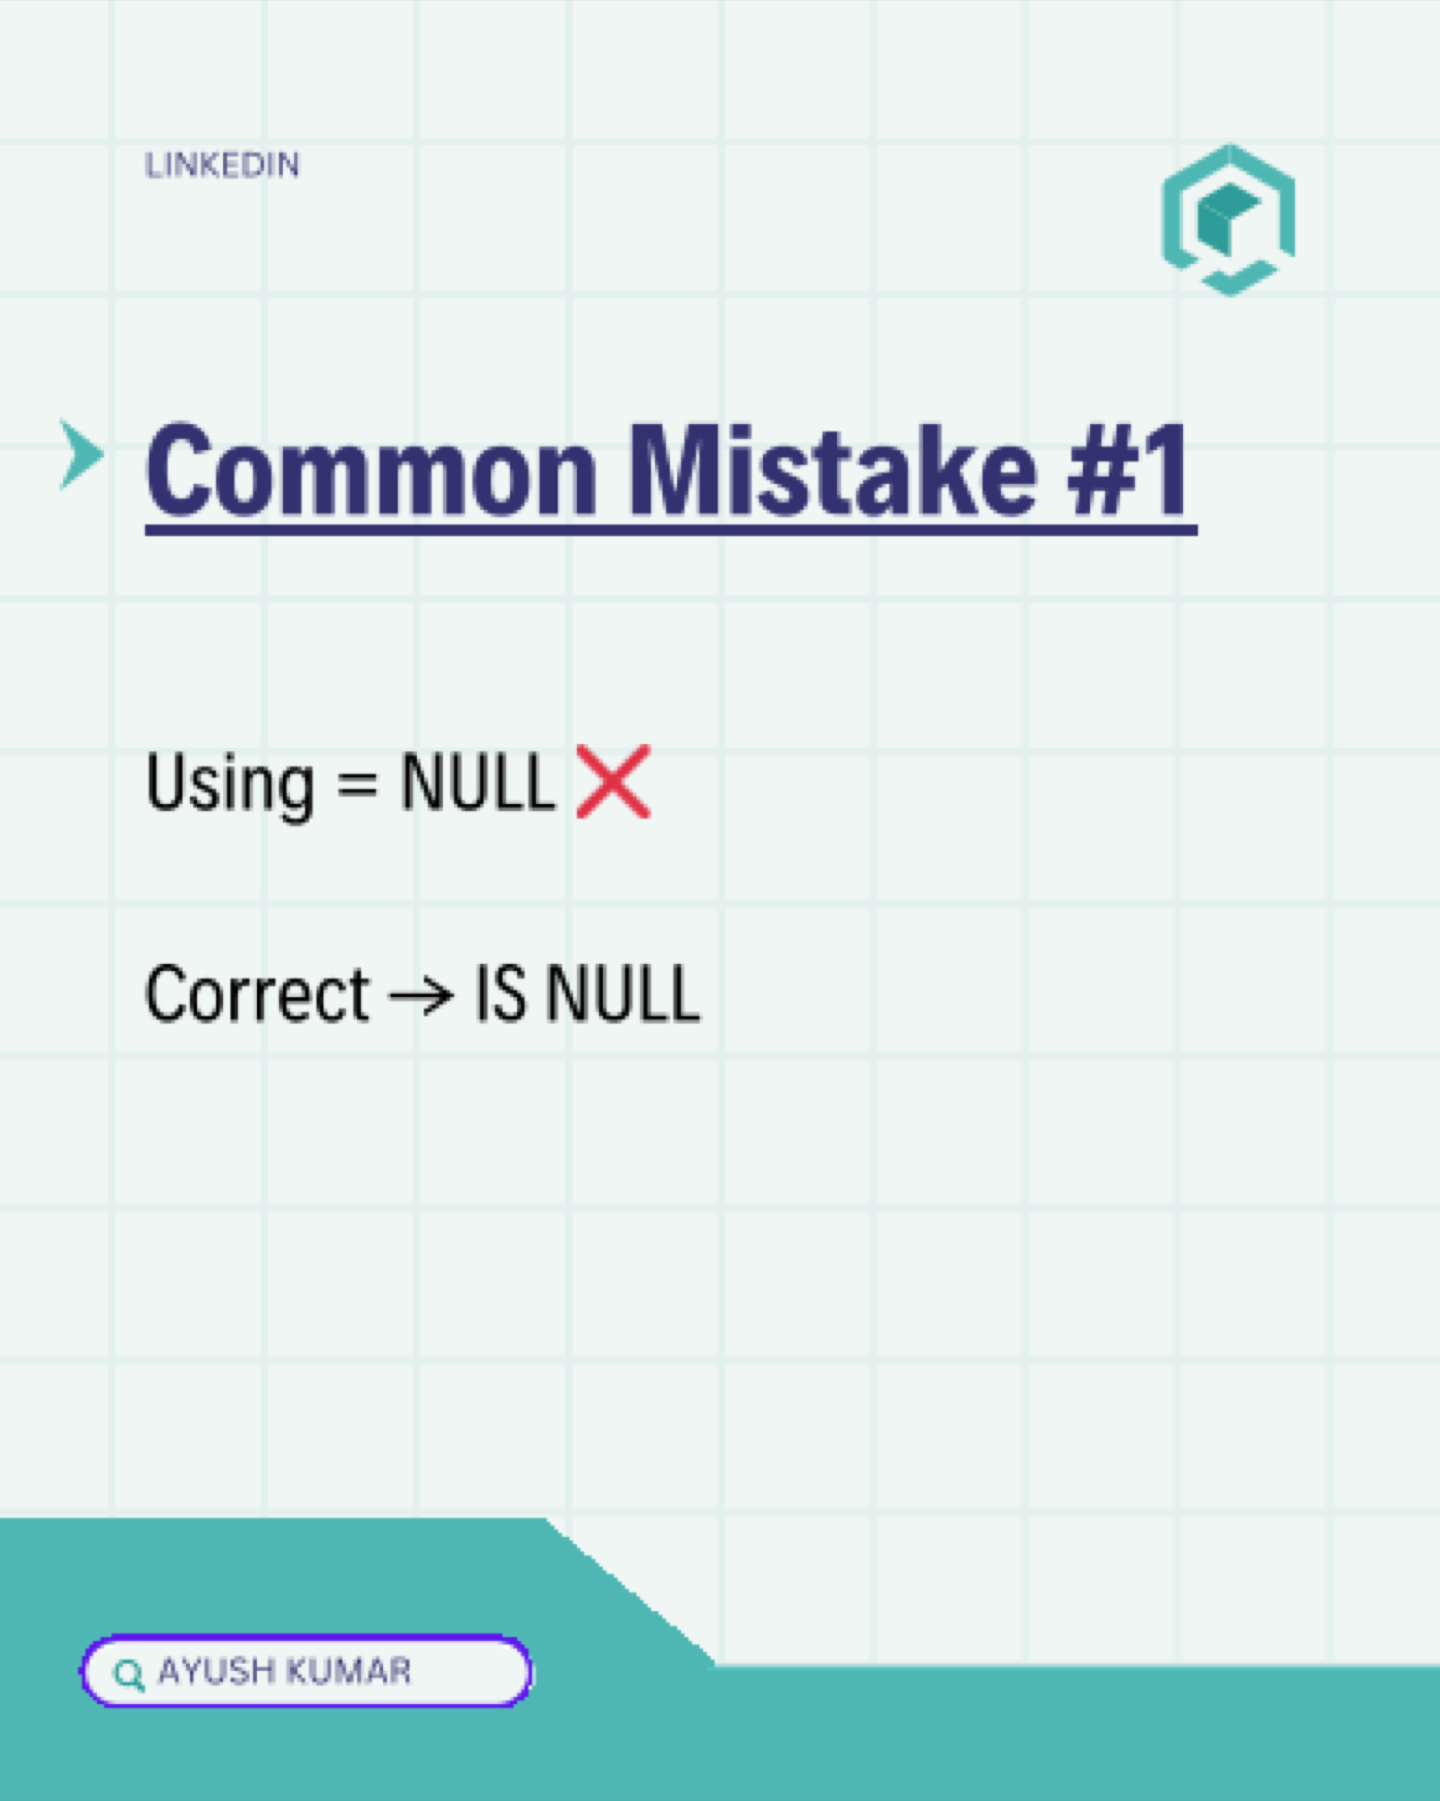 LINKEDIN
Common Mistake #1
Using = NULL ❌
Correct → IS NULL
AYUSH KUMAR